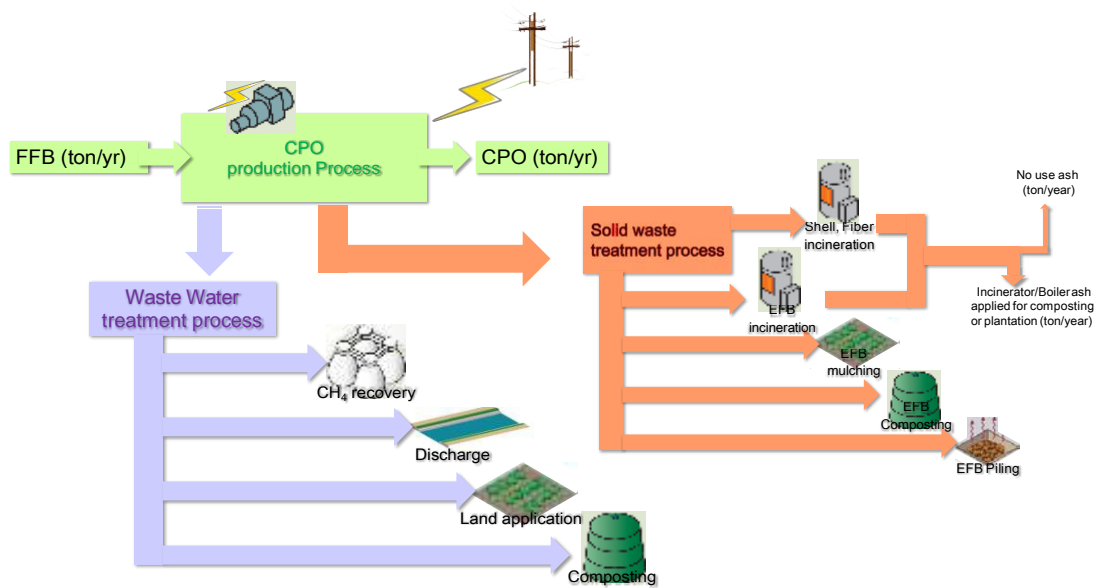 FFB (ton/yr)
CPO
production Process
CPO (ton/yr)
Solid waste
treatment process
Shell, Fiber
incineration
No use ash
(ton/year)
Incinerator/Boiler ash
applied for composting
or plantation (ton/year)
EFB
incineration
EFB
mulching
EFB
Composting
EFB Piling
Waste Water
treatment process
CH₄ recovery
Discharge
Land application
Composting